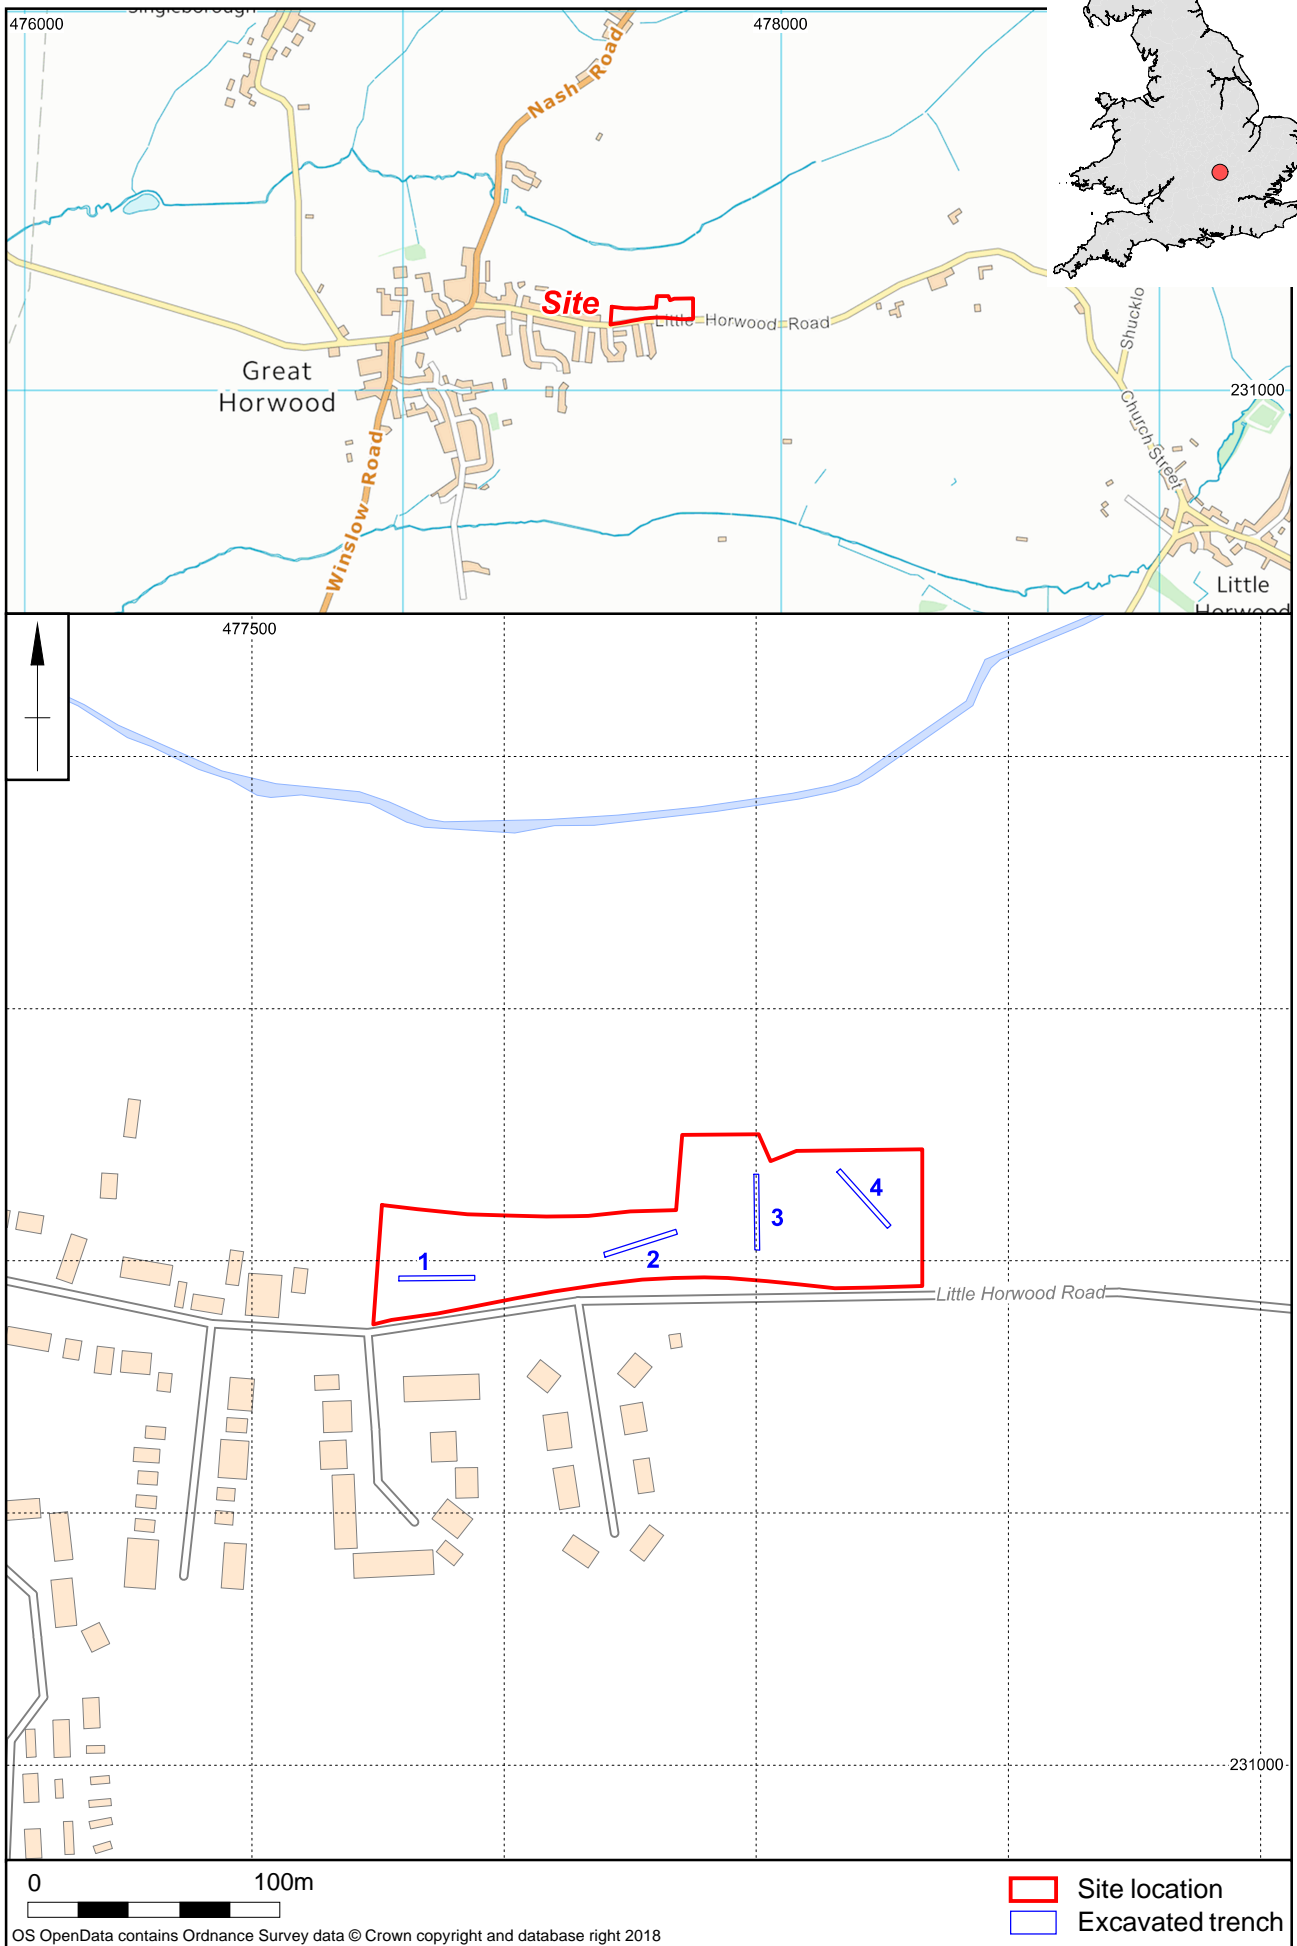 Singleborough
476000
478000
Nash Road
Site
Little Horwood Road
Shucklo
Great
Horwood
231000
Church Street
Winslow Road
Little
Horwood
477500
1
2
3
4
Little Horwood Road
231000
0 100m
Site location
Excavated trench
OS OpenData contains Ordnance Survey data © Crown copyright and database right 2018